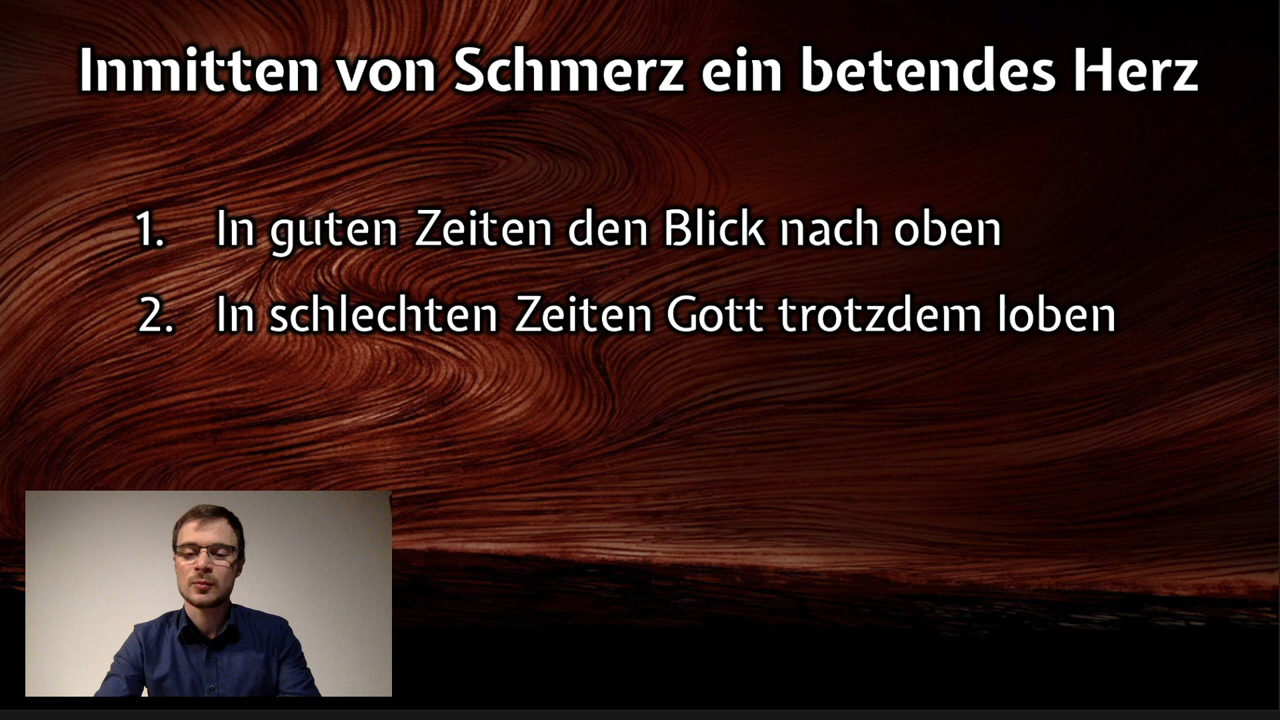 Inmitten von Schmerz ein betendes Herz
1. In guten Zeiten den Blick nach oben
2. In schlechten Zeiten Gott trotzdem loben